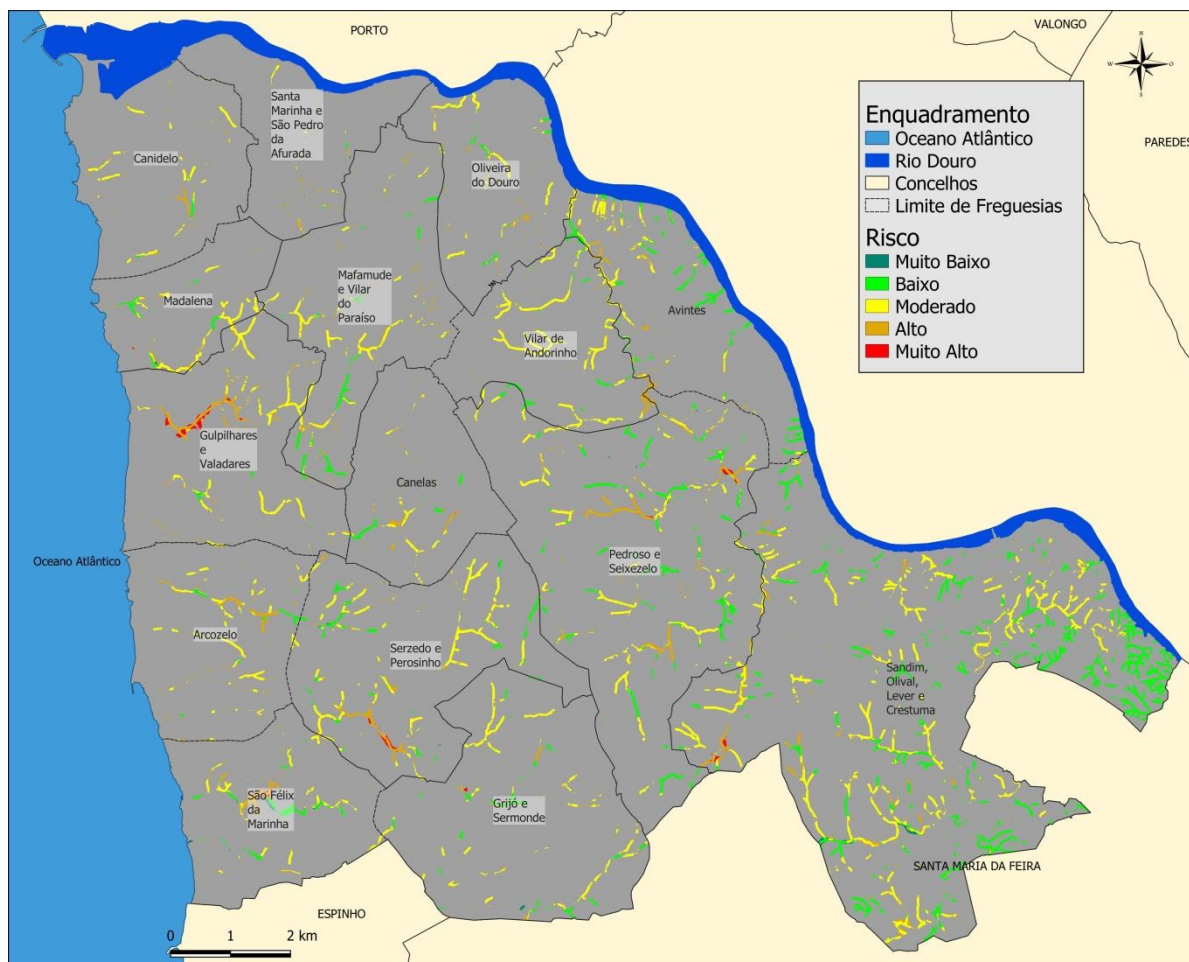 PORTO
VALONGO
N
W
O
S
PAREDES
Enquadramento
Oceano Atlântico
Rio Douro
Concelhos
Limite de Freguesias
Risco
Muito Baixo
Baixo
Moderado
Alto
Muito Alto
Santa
Marinha e
São Pedro
da
Afurada
Canidelo
Oliveira
do Douro
Mafamude
e Vilar
do
Paraíso
Madalena
Avintes
Vilar de
Andorinho
Gulpilhares
e
Valadares
Canelas
Oceano Atlântico
Pedroso e
Seixezelo
Arcozelo
Serzedo e
Perosinho
Sandim,
Olival,
Lever e
Crestuma
São Félix
da
Marinha
Grijó e
Sermonde
SANTA MARIA DA FEIRA
ESPINHO
0 1 2 km